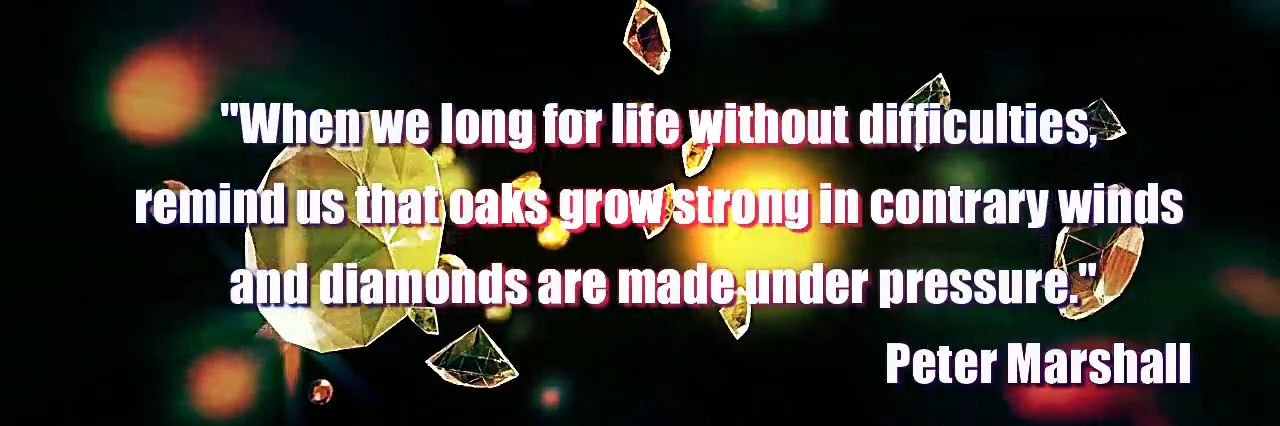 "When we long for life without difficulties,
remind us that oaks grow strong in contrary winds
and diamonds are made under pressure."
Peter Marshall